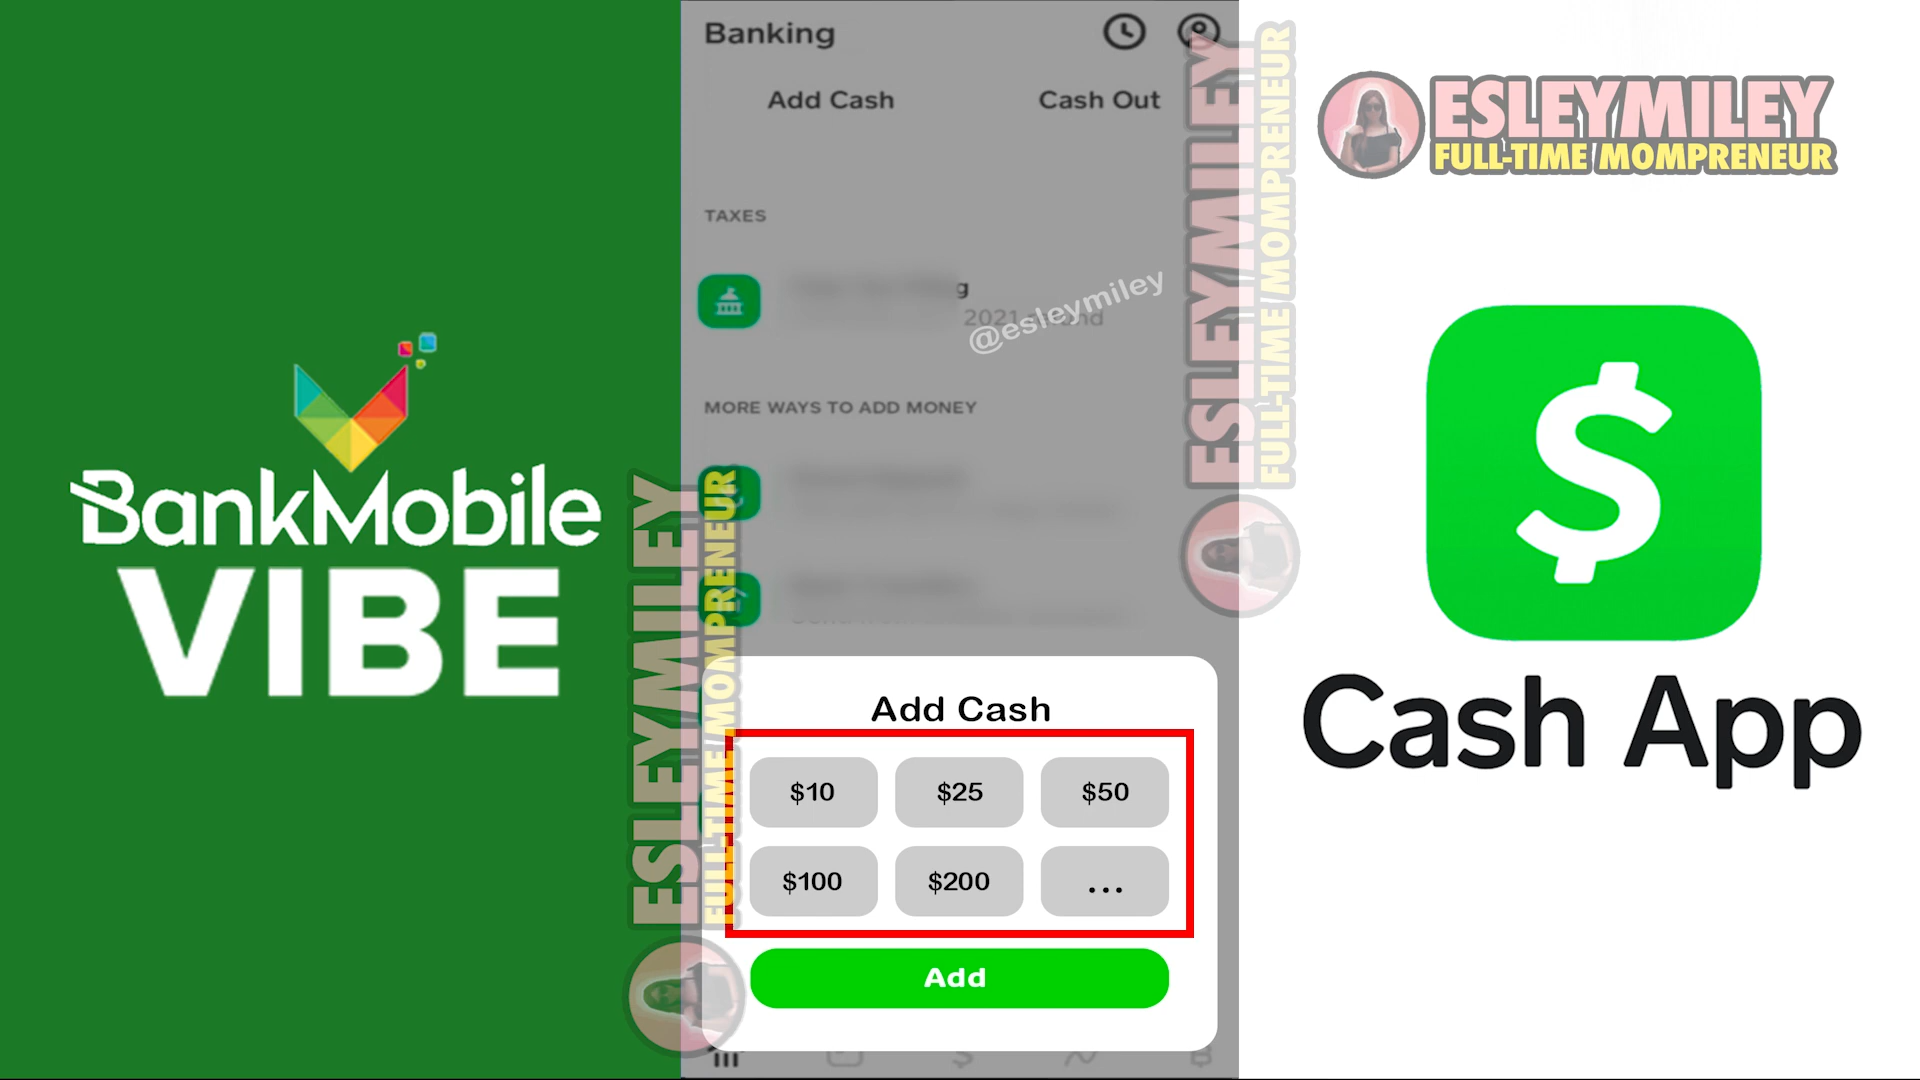 BankMobile
VIBE
Banking
Add Cash
Cash Out
TAXES
2021
@esleymiley
MORE WAYS TO ADD MONEY
Add Cash
$10
$25
$50
$100
$200
...
Add
ESLEYMILEY
FULL-TIME MOMPRENEUR
ESLEYMILEY
FULL-TIME MOMPRENEUR
ESLEYMILEY
FULL-TIME MOMPRENEUR
$
Cash App